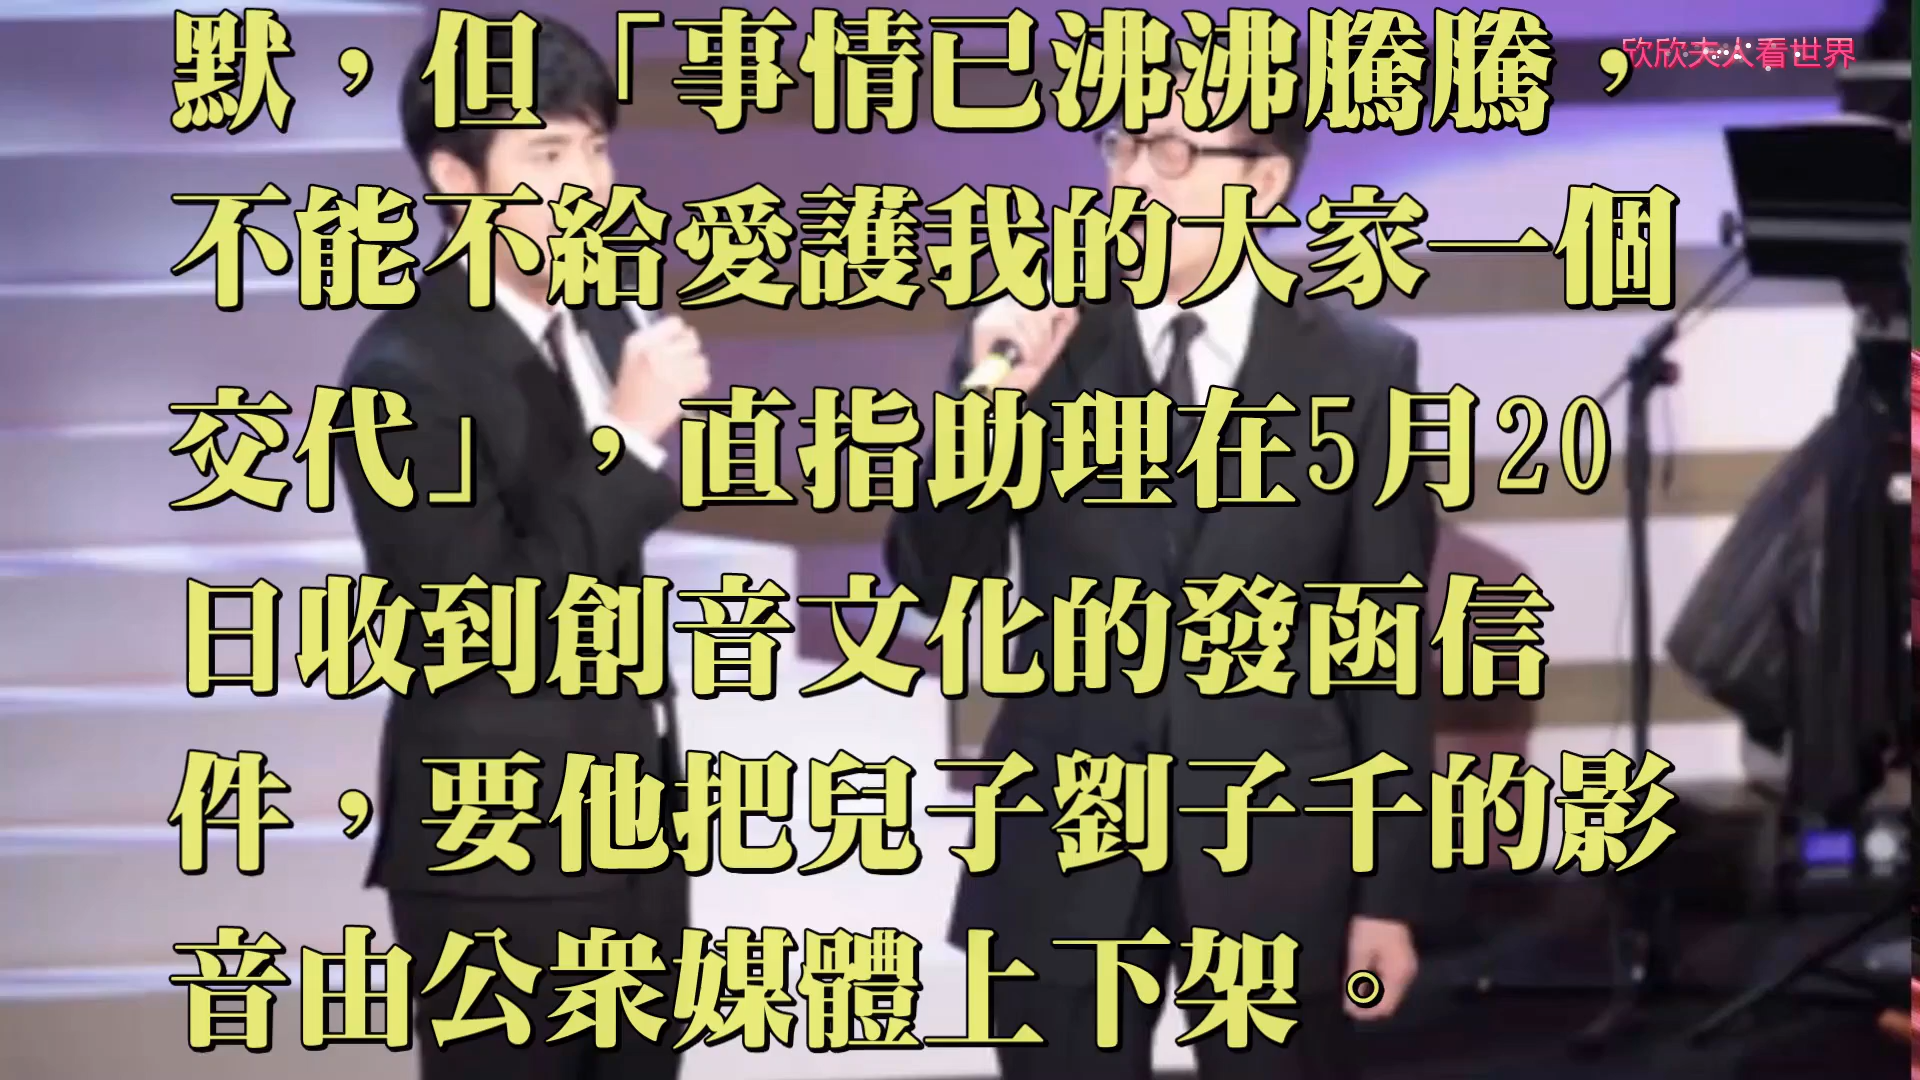 欣欣夫人看世界
默，但「事情已沸沸騰騰，
不能不給愛護我的大家一個
交代」，直指助理在5月20
日收到創音文化的發函信
件，要他把兒子劉子千的影
音由公眾媒體上下架。